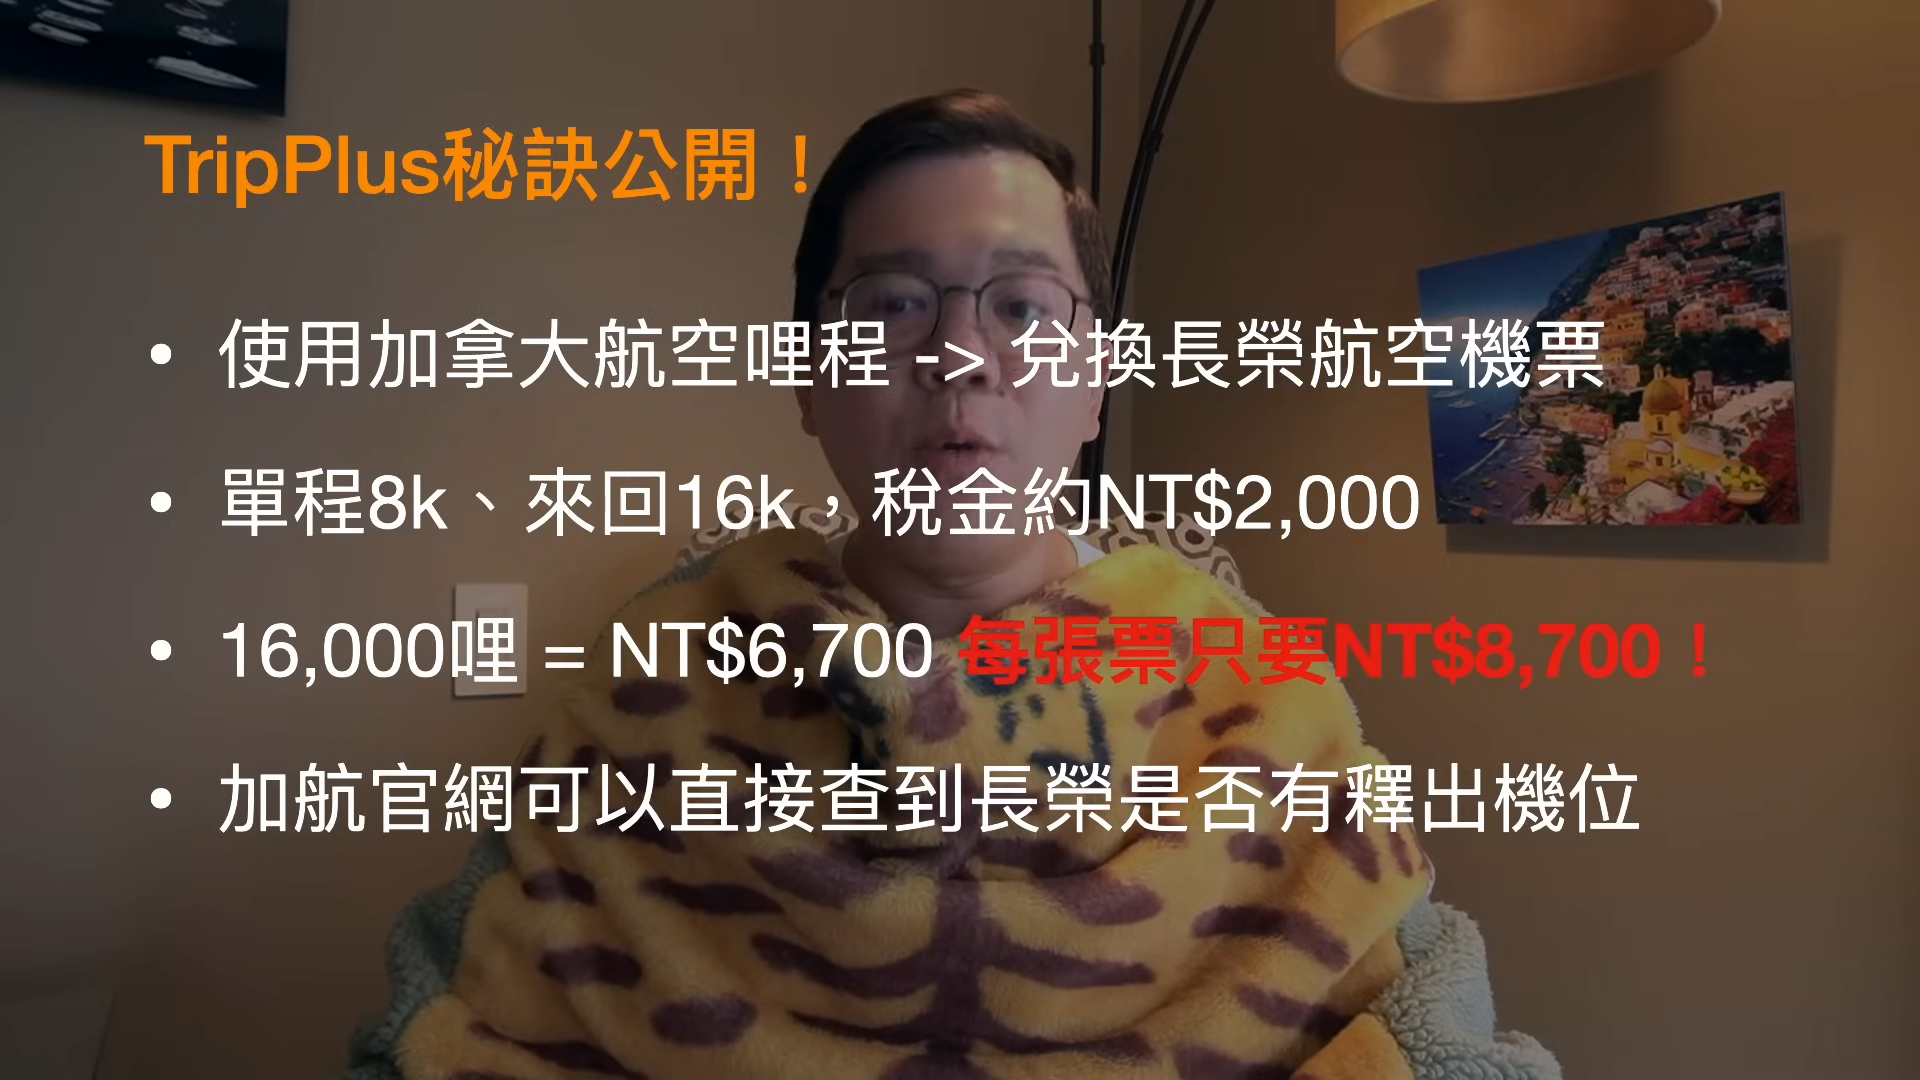 TripPlus秘訣公開！
• 使用加拿大航空哩程 -> 兌換長榮航空機票
• 單程8k、來回16k，稅金約NT$2,000
• 16,000哩 = NT$6,700 每張票只要NT$8,700！
• 加航官網可以直接查到長榮是否有釋出機位